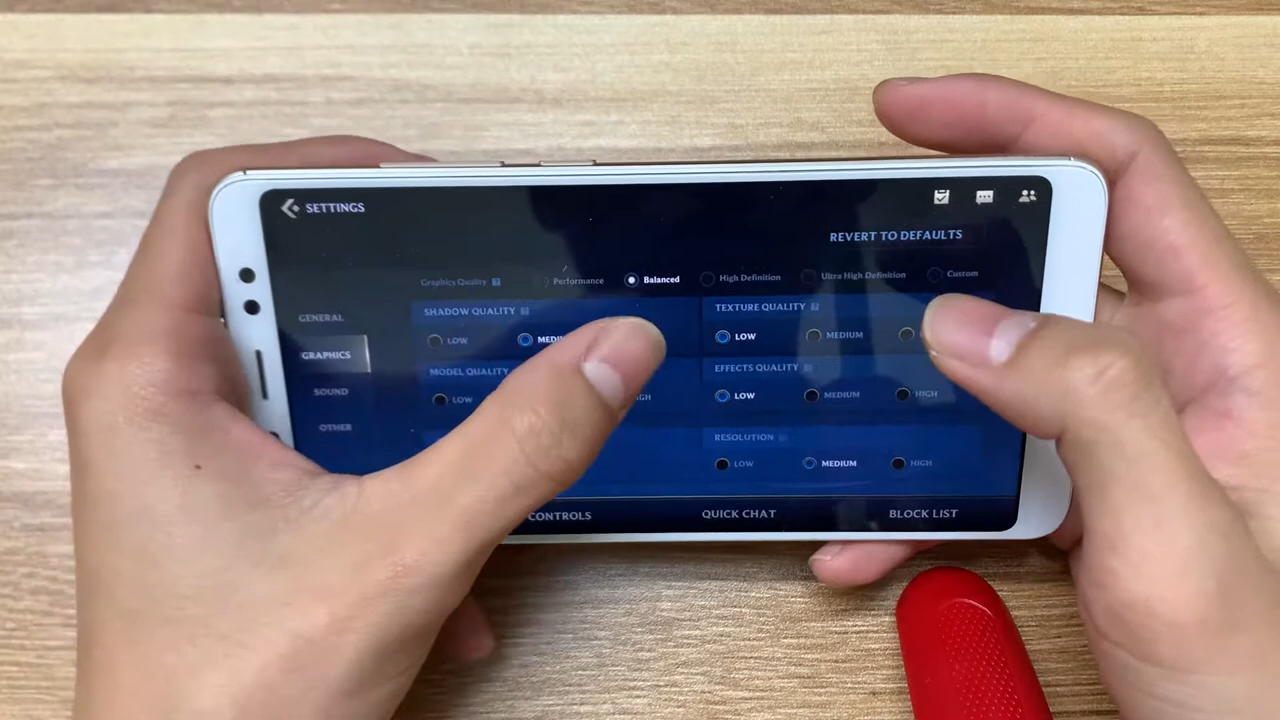 SETTINGS
REVERT TO DEFAULTS
Graphics Quality ? Performance Balanced High Definition Ultra High Definition Custom
GENERAL
GRAPHICS
SOUND
OTHER
SHADOW QUALITY ?
LOW
TEXTURE QUALITY ?
LOW MEDIUM
MODEL QUALITY
LOW
EFFECTS QUALITY
LOW MEDIUM HIGH
RESOLUTION
LOW MEDIUM HIGH
CONTROLS QUICK CHAT BLOCK LIST